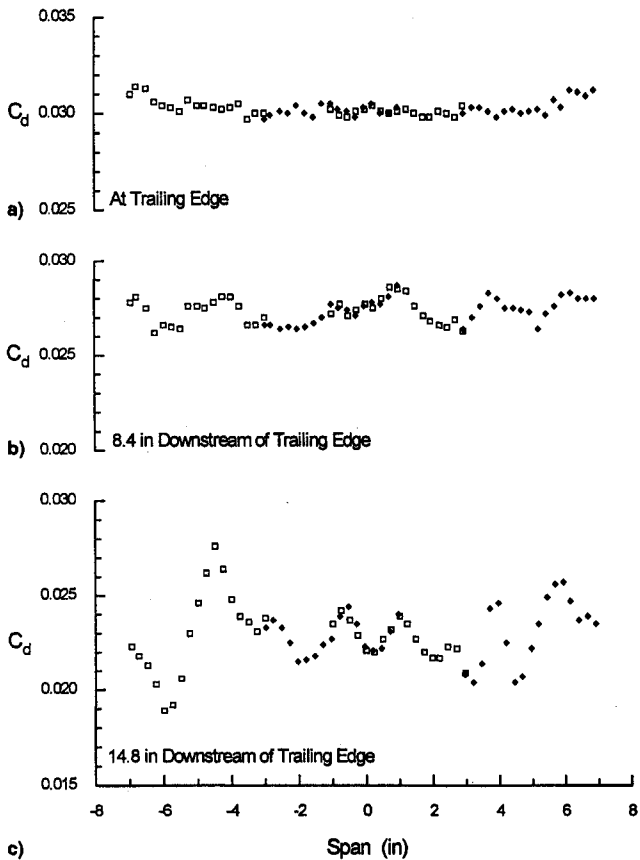 0.035
C_d 0.030
0.025
a)
At Trailing Edge
0.030
C_d 0.025
0.020
b)
8.4 in Downstream of Trailing Edge
0.030
0.025
C_d
0.020
0.015
14.8 in Downstream of Trailing Edge
-8 -6 -4 -2 0 2 4 6 8
c)
Span (in)